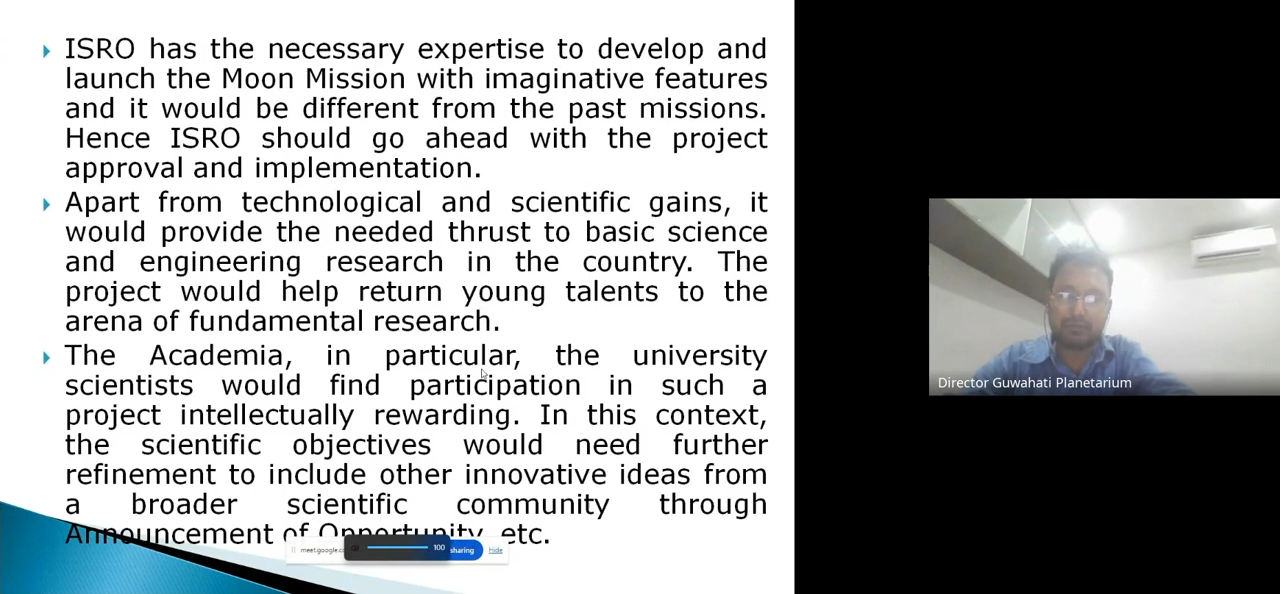 ISRO has the necessary expertise to develop and
launch the Moon Mission with imaginative features
and it would be different from the past missions.
Hence ISRO should go ahead with the project
approval and implementation.
Apart from technological and scientific gains, it
would provide the needed thrust to basic science
and engineering research in the country. The
project would help return young talents to the
arena of fundamental research.
The Academia, in particular, the university
scientists would find participation in such a
project intellectually rewarding. In this context,
the scientific objectives would need further
refinement to include other innovative ideas from
a broader scientific community through
Announcement of Opportunity, etc.
meet.google.c
100
sharing
Hide
Director Guwahati Planetarium